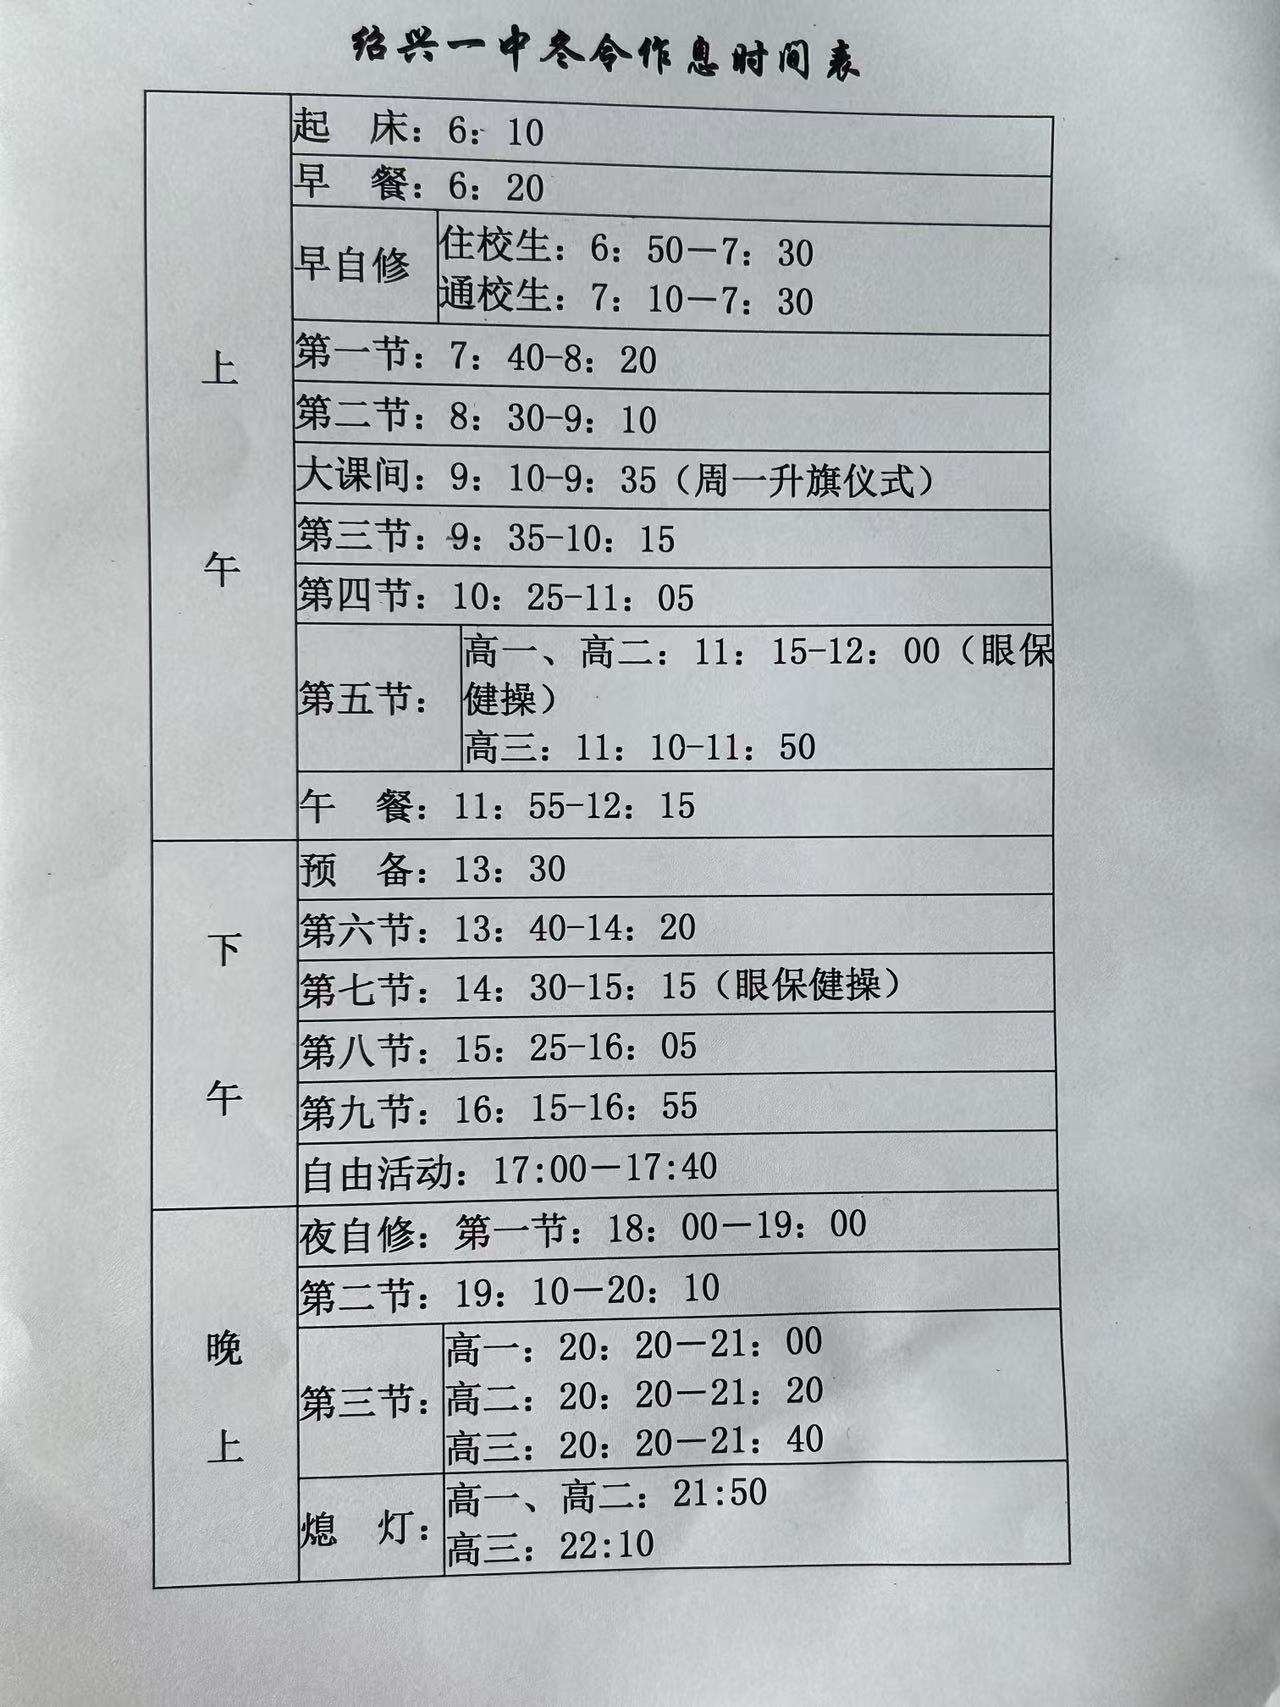 绍兴一中冬令作息时间表
上午
起　床：6：10
早　餐：6：20
早自修
住校生：6：50－7：30
通校生：7：10－7：30
第一节：7：40-8：20
第二节：8：30-9：10
大课间：9：10-9：35（周一升旗仪式）
第三节：9：35-10：15
第四节：10：25-11：05
第五节：
高一、高二：11：15-12：00（眼保
健操）
高三：11：10-11：50
午　餐：11：55-12：15
下午
预　备：13：30
第六节：13：40-14：20
第七节：14：30-15：15（眼保健操）
第八节：15：25-16：05
第九节：16：15-16：55
自由活动：17:00－17:40
晚上
夜自修：第一节：18：00－19：00
第二节：19：10－20：10
第三节：
高一：20：20－21：00
高二：20：20－21：20
高三：20：20－21：40
熄　灯：
高一、高二：21:50
高三：22:10